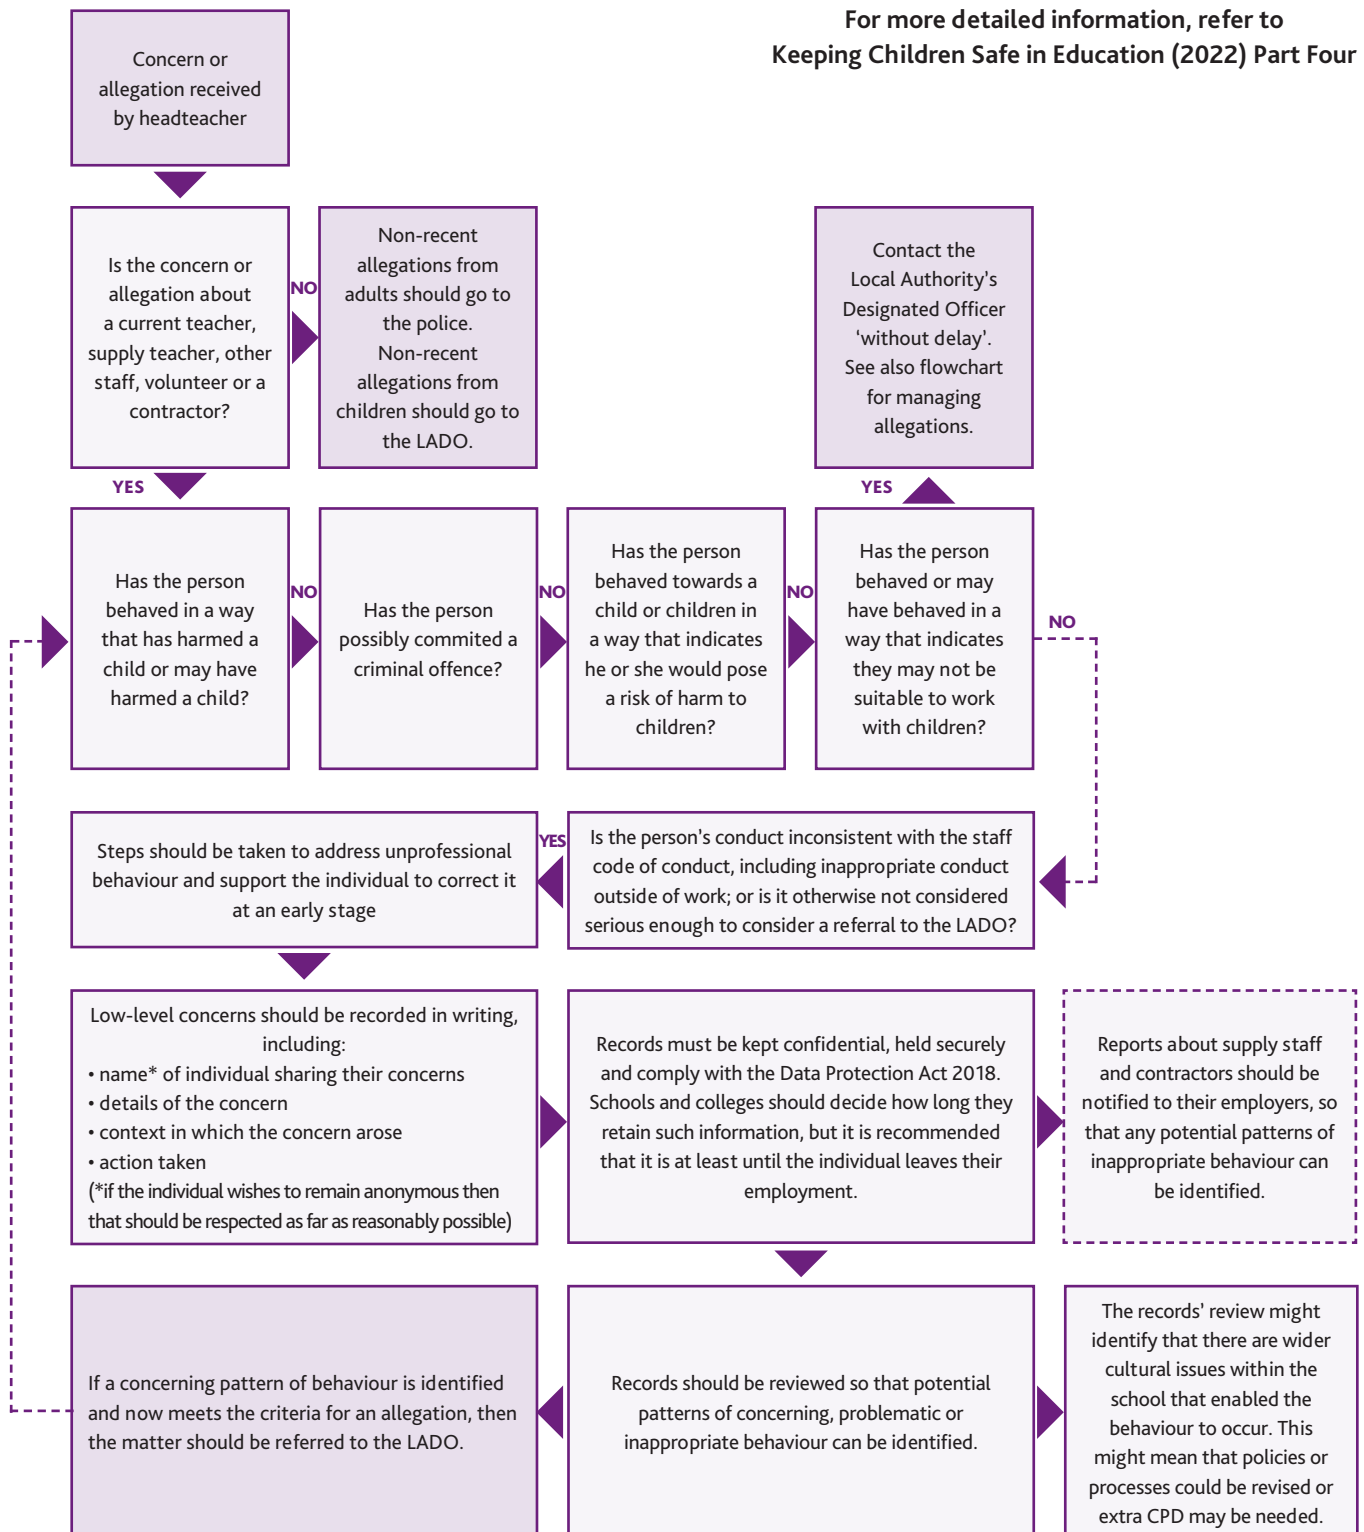 For more detailed information, refer to
Keeping Children Safe in Education (2022) Part Four
Concern or
allegation received
by headteacher
Is the concern or
allegation about
a current teacher,
supply teacher, other
staff, volunteer or a
contractor?
NO
Non-recent
allegations from
adults should go to
the police.
Non-recent
allegations from
children should go to
the LADO.
Contact the
Local Authority’s
Designated Officer
‘without delay’.
See also flowchart
for managing
allegations.
YES
YES
Has the person
behaved in a way
that has harmed a
child or may have
harmed a child?
NO
Has the person
possibly commited a
criminal offence?
NO
Has the person
behaved towards a
child or children in
a way that indicates
he or she would pose
a risk of harm to
children?
NO
Has the person
behaved or may
have behaved in a
way that indicates
they may not be
suitable to work
with children?
NO
Is the person’s conduct inconsistent with the staff
code of conduct, including inappropriate conduct
outside of work; or is it otherwise not considered
serious enough to consider a referral to the LADO?
YES
Steps should be taken to address unprofessional
behaviour and support the individual to correct it
at an early stage
Low-level concerns should be recorded in writing,
including:
• name* of individual sharing their concerns
• details of the concern
• context in which the concern arose
• action taken
(*if the individual wishes to remain anonymous then
that should be respected as far as reasonably possible)
Records must be kept confidential, held securely
and comply with the Data Protection Act 2018.
Schools and colleges should decide how long they
retain such information, but it is recommended
that it is at least until the individual leaves their
employment.
Reports about supply staff
and contractors should be
notified to their employers, so
that any potential patterns of
inappropriate behaviour can
be identified.
If a concerning pattern of behaviour is identified
and now meets the criteria for an allegation, then
the matter should be referred to the LADO.
Records should be reviewed so that potential
patterns of concerning, problematic or
inappropriate behaviour can be identified.
The records’ review might
identify that there are wider
cultural issues within the
school that enabled the
behaviour to occur. This
might mean that policies or
processes could be revised or
extra CPD may be needed.